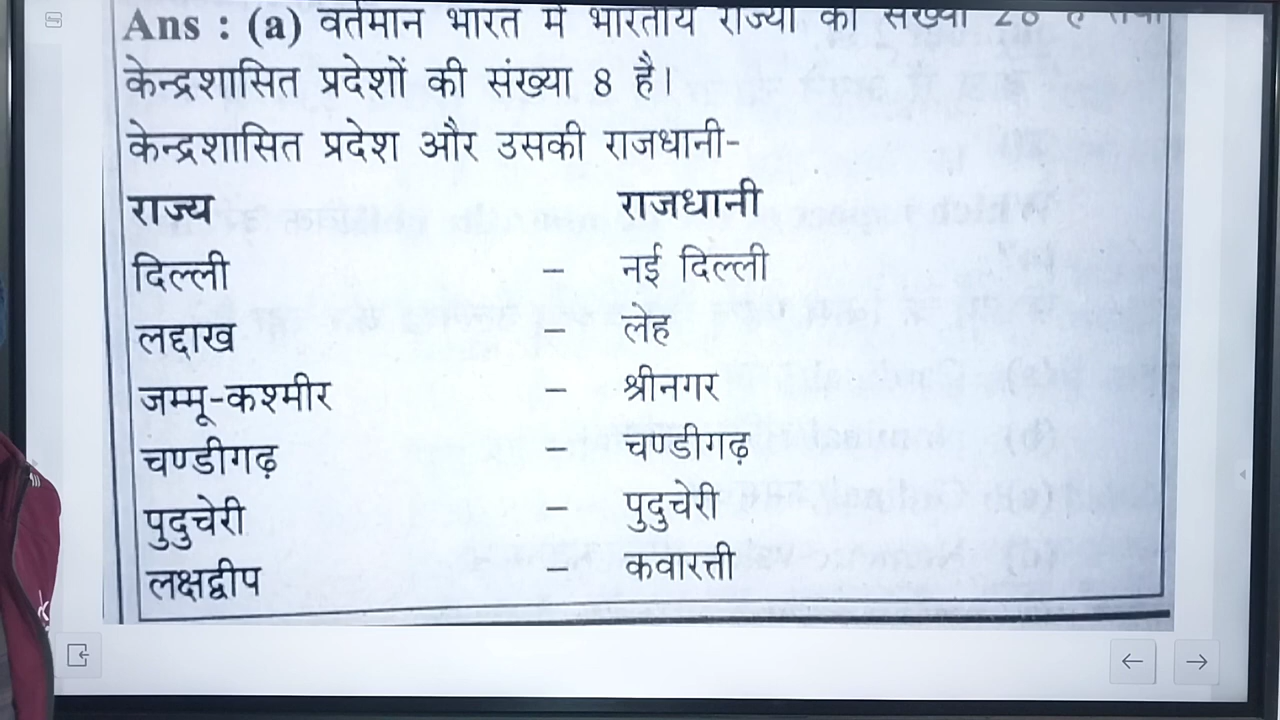 Ans : (a) वर्तमान भारत में भारतीय राज्यों की संख्या 28 है तथा
केन्द्रशासित प्रदेशों की संख्या 8 है।
केन्द्रशासित प्रदेश और उसकी राजधानी-
राज्य राजधानी
दिल्ली – नई दिल्ली
लद्दाख – लेह
जम्मू-कश्मीर – श्रीनगर
चण्डीगढ़ – चण्डीगढ़
पुदुचेरी – पुदुचेरी
लक्षद्वीप – कवारत्ती